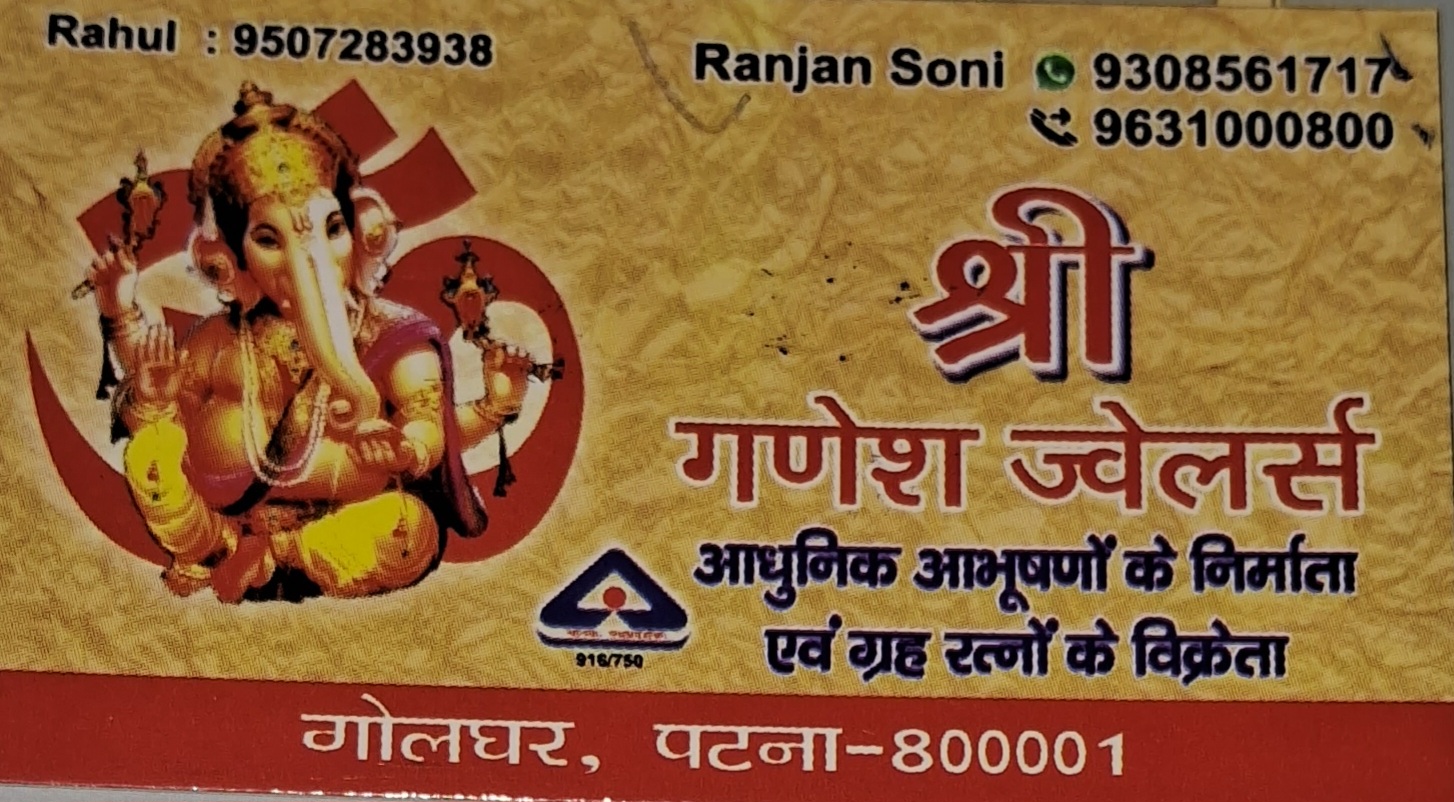 Rahul : 9507283938
Ranjan Soni 9308561717
9631000800
श्री
गणेश ज्वेलर्स
आधुनिक आभूषणों के निर्माता
एवं ग्रह रत्नों के विक्रेता
916/750
गोलघर, पटना-800001